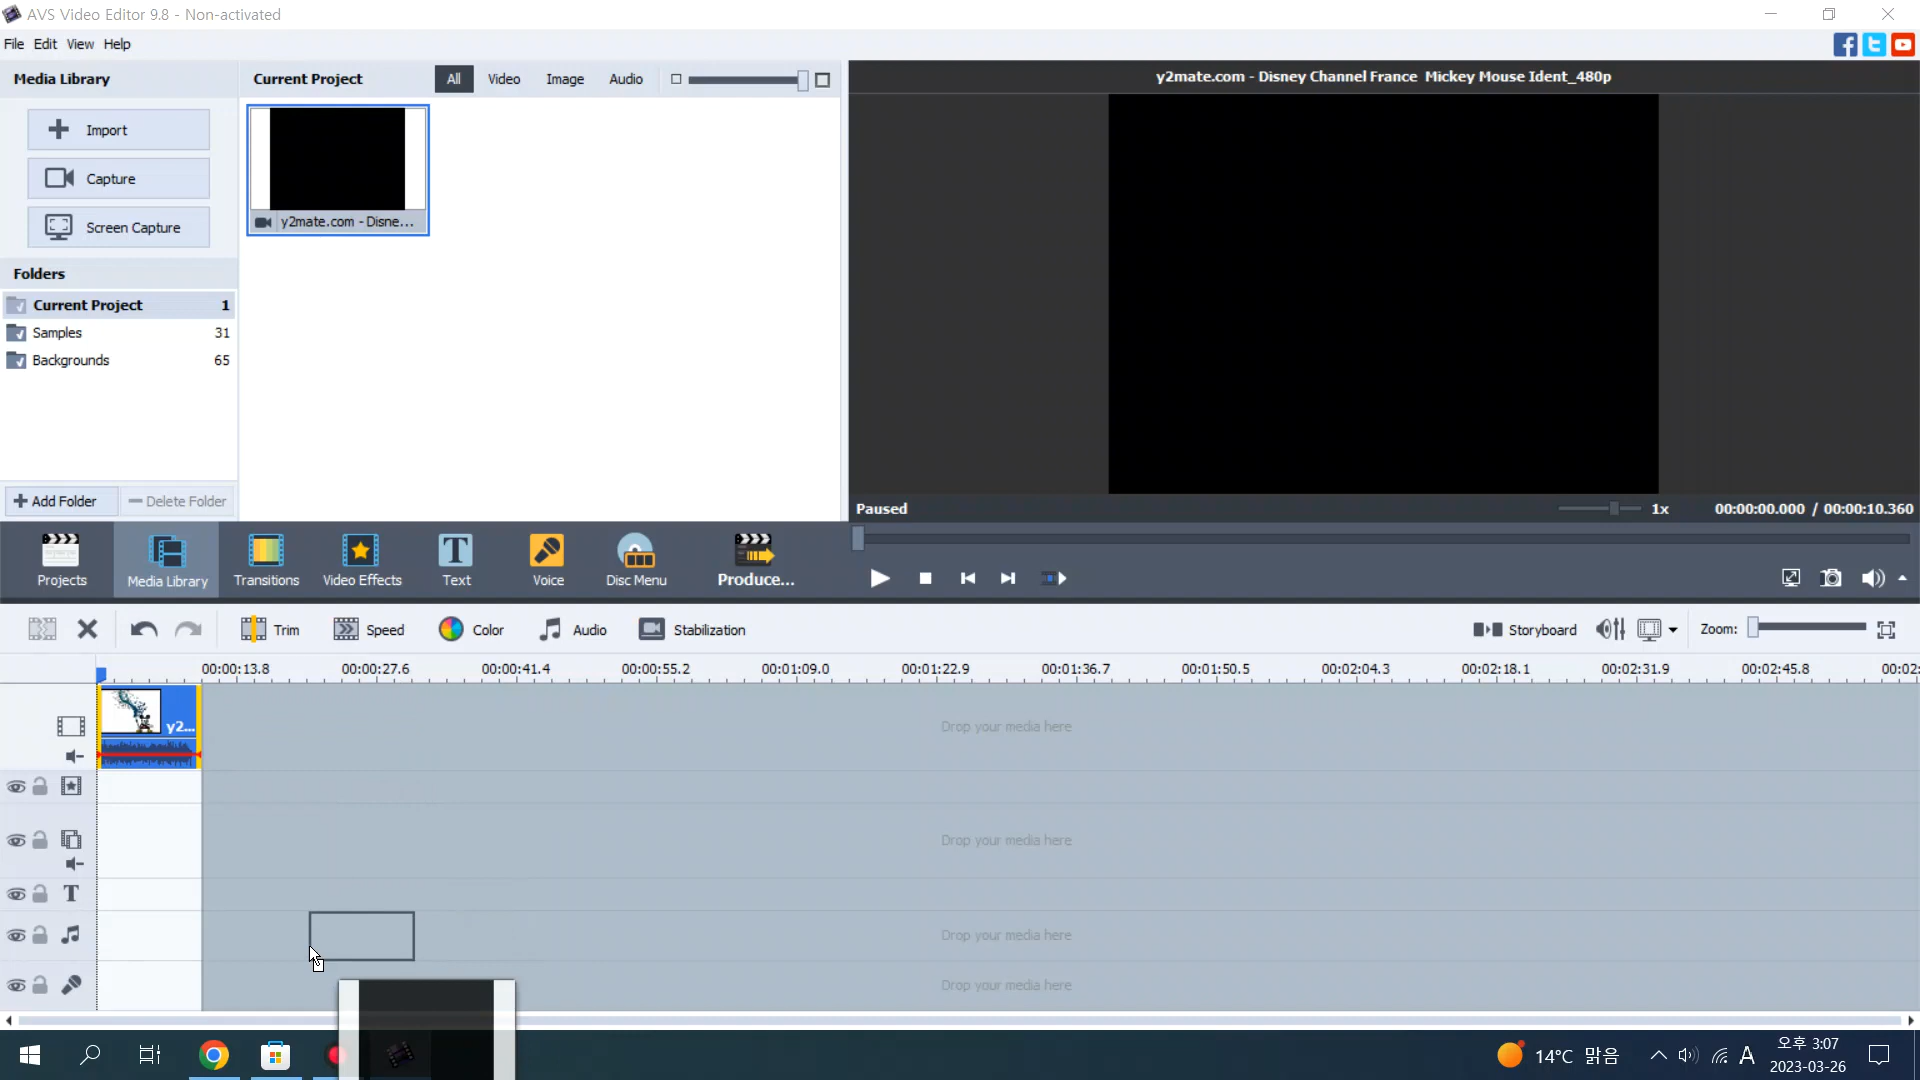 AVS Video Editor 9.8 - Non-activated
File Edit View Help
Media Library
Current Project
All
Video
Image
Audio
y2mate.com - Disney Channel France Mickey Mouse Ident_480p
Import
Capture
Screen Capture
y2mate.com - Disne...
Folders
Current Project 1
Samples 31
Backgrounds 65
Add Folder
Delete Folder
Paused
1x
00:00:00.000 / 00:00:10.360
Projects
Media Library
Transitions
Video Effects
Text
Voice
Disc Menu
Produce...
Trim
Speed
Color
Audio
Stabilization
Storyboard
Zoom:
00:00:13.8 00:00:27.6 00:00:41.4 00:00:55.2 00:01:09.0 00:01:22.9 00:01:36.7 00:01:50.5 00:02:04.3 00:02:18.1 00:02:31.9 00:02:45.8 00:02:
y2...
Drop your media here
Drop your media here
T
Drop your media here
Drop your media here
14°C 맑음
A
오후 3:07
2023-03-26